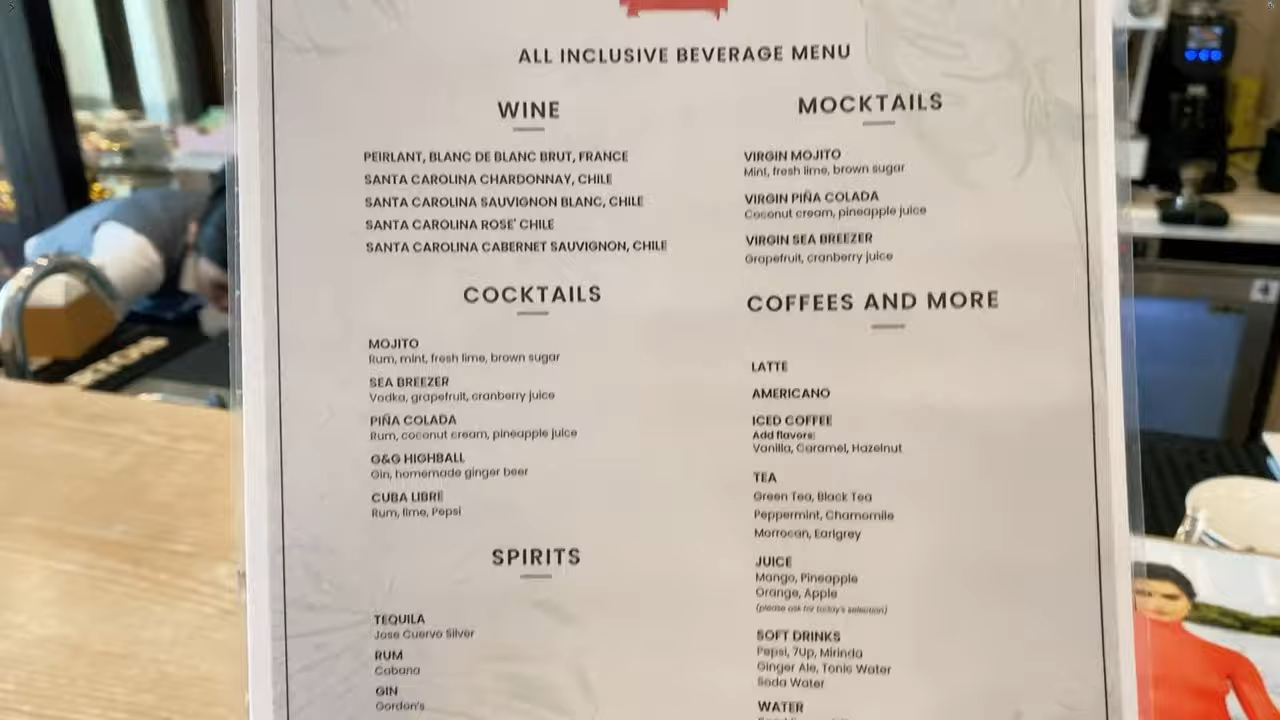 ALL INCLUSIVE BEVERAGE MENU
WINE
PEIRLANT, BLANC DE BLANC BRUT, FRANCE
SANTA CAROLINA CHARDONNAY, CHILE
SANTA CAROLINA SAUVIGNON BLANC, CHILE
SANTA CAROLINA ROSE' CHILE
SANTA CAROLINA CABERNET SAUVIGNON, CHILE
COCKTAILS
MOJITO
Rum, mint, fresh lime, brown sugar
SEA BREEZER
Vodka, grapefruit, cranberry juice
PIÑA COLADA
Rum, coconut cream, pineapple juice
G&G HIGHBALL
Gin, homemade ginger beer
CUBA LIBRE
Rum, lime, Pepsi
SPIRITS
TEQUILA
Jose Cuervo Silver
RUM
Cabana
GIN
Gordon's
MOCKTAILS
VIRGIN MOJITO
Mint, fresh lime, brown sugar
VIRGIN PIÑA COLADA
Coconut cream, pineapple juice
VIRGIN SEA BREEZER
Grapefruit, cranberry juice
COFFEES AND MORE
LATTE
AMERICANO
ICED COFFEE
Add flavors:
Vanilla, Caramel, Hazelnut
TEA
Green Tea, Black Tea
Peppermint, Chamomile
Morrocan, Earlgrey
JUICE
Mango, Pineapple
Orange, Apple
(please ask for today's selection)
SOFT DRINKS
Pepsi, 7Up, Mirinda
Ginger Ale, Tonic Water
Soda Water
WATER